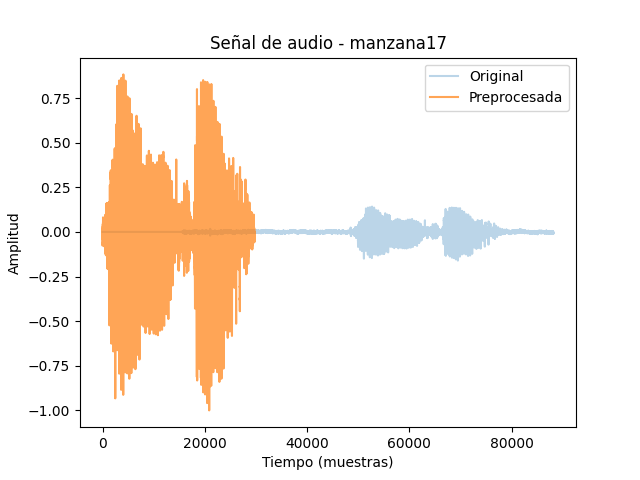 Señal de audio - manzana17
Original
Preprocesada
Amplitud
0.75
0.50
0.25
0.00
−0.25
−0.50
−0.75
−1.00
0 20000 40000 60000 80000
Tiempo (muestras)